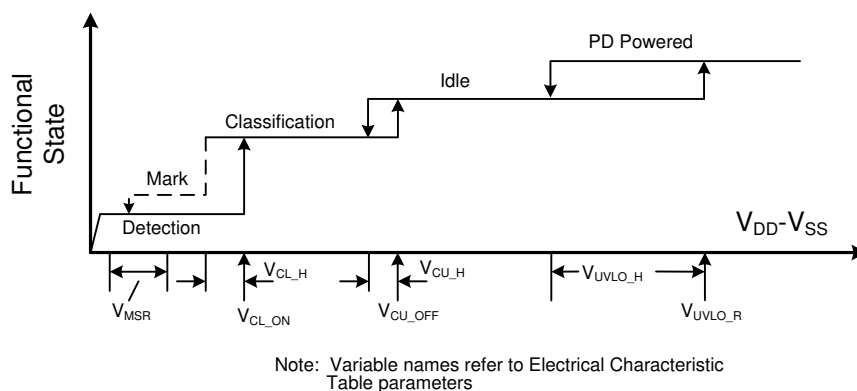 Functional
State
PD Powered
Idle
Classification
Mark
Detection
V_DD-V_SS
V_CL_H
V_CU_H
V_UVLO_H
V_MSR
V_CL_ON
V_CU_OFF
V_UVLO_R
Note: Variable names refer to Electrical Characteristic
Table parameters